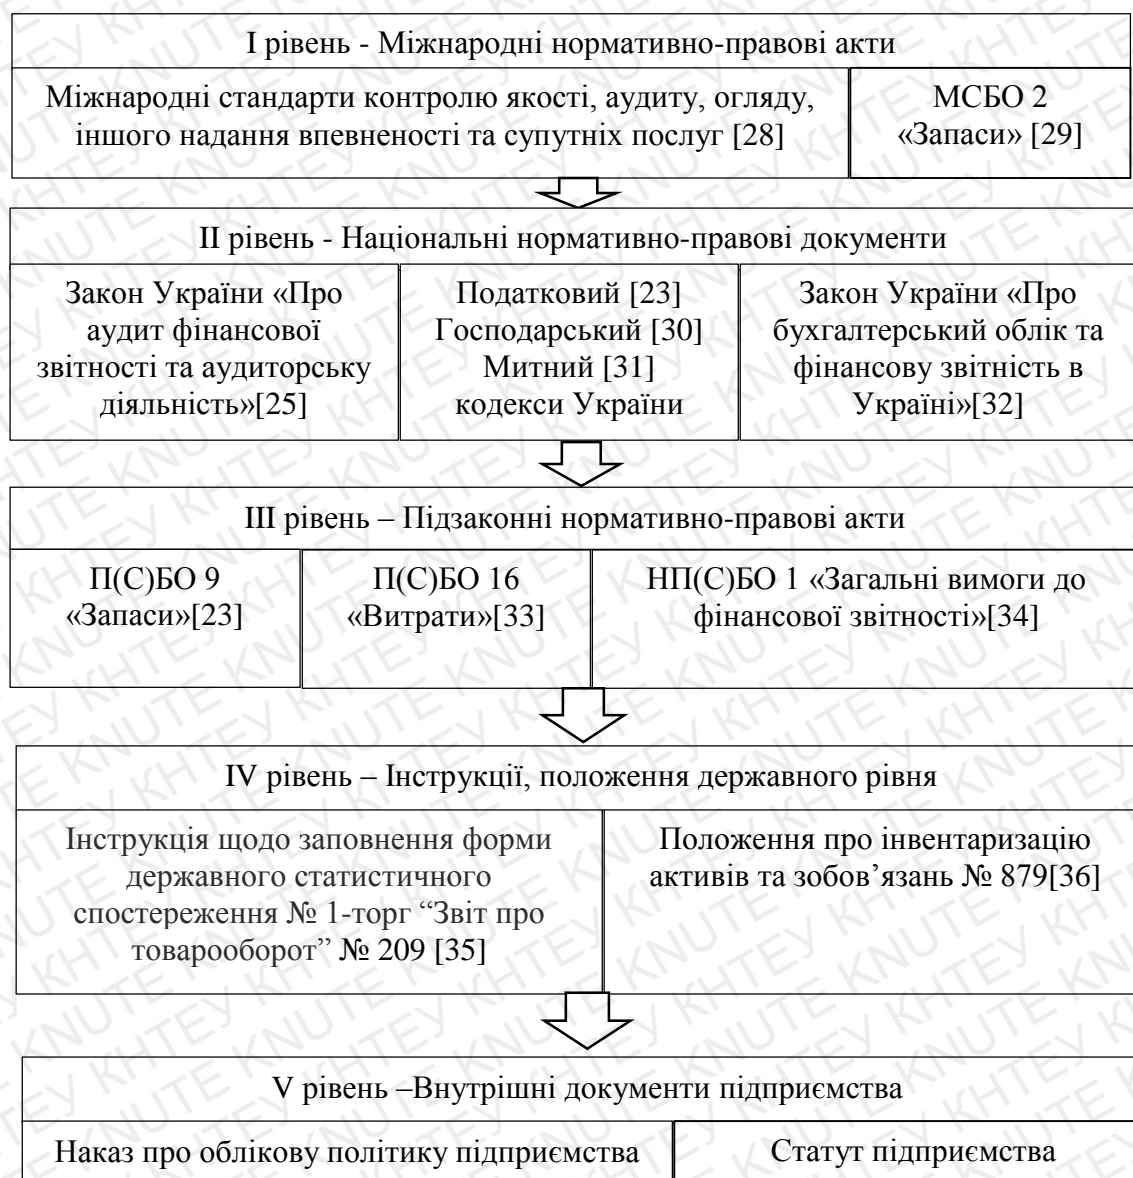 І рівень - Міжнародні нормативно-правові акти
Міжнародні стандарти контролю якості, аудиту, огляду,
іншого надання впевненості та супутніх послуг [28]
МСБО 2
«Запаси» [29]
ІІ рівень - Національні нормативно-правові документи
Закон України «Про
аудит фінансової
звітності та аудиторську
діяльність»[25]
Податковий [23]
Господарський [30]
Митний [31]
кодекси України
Закон України «Про
бухгалтерський облік та
фінансову звітність в
Україні»[32]
ІІІ рівень – Підзаконні нормативно-правові акти
П(С)БО 9
«Запаси»[23]
П(С)БО 16
«Витрати»[33]
НП(С)БО 1 «Загальні вимоги до
фінансової звітності»[34]
IV рівень – Інструкції, положення державного рівня
Інструкція щодо заповнення форми
державного статистичного
спостереження № 1-торг “Звіт про
товарооборот” № 209 [35]
Положення про інвентаризацію
активів та зобов’язань № 879[36]
V рівень –Внутрішні документи підприємства
Наказ про облікову політику підприємства
Статут підприємства